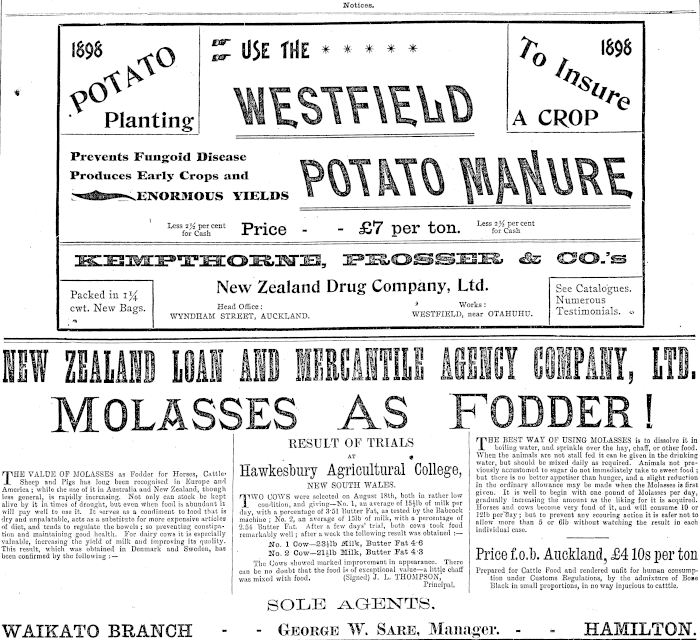 Notices.
1898
POTATO
Planting
USE THE * * * * *
WESTFIELD
1898
To Insure
A CROP
Prevents Fungoid Disease
Produces Early Crops and
ENORMOUS YIELDS
POTATO MANURE
Less 2½ per cent
for Cash
Price - - £7 per ton.
Less 2½ per cent
for Cash
KEMPTHORNE, PROSSER & CO.'s
New Zealand Drug Company, Ltd.
Packed in 1¼
cwt. New Bags.
Head Office:
WYNDHAM STREET, AUCKLAND.
Works:
WESTFIELD, near OTAHUHU.
See Catalogues.
Numerous
Testimonials.
NEW ZEALAND LOAN AND MERCANTILE AGENCY COMPANY, LTD.
MOLASSES AS FODDER!
THE VALUE OF MOLASSES as Fodder for Horses, Cattle
Sheep and Pigs has long been recognised in Europe and
America; while the use of it in Australia and New Zealand, though
less general, is rapidly increasing. Not only can stock be kept
alive by it in times of drought, but even when food is abundant it
will pay well to use it. It serves as a condiment to food that is
dry and unpalatable, acts as a substitute for more expensive articles
of diet, and tends to regulate the bowels; so preventing constipa-
tion and maintaining good health. For dairy cows it is especially
valuable, increasing the yield of milk and improving the quality.
This result, which was obtained in Denmark and Sweden, has
been confirmed by the following:—
RESULT OF TRIALS
AT
Hawkesbury Agricultural College,
NEW SOUTH WALES.
TWO COWS were selected on August 18th, both in rather low
condition, and giving—No. 1, an average of 15½lb of milk per
day, with a percentage of 3·2 Butter Fat, as tested by the Babcock
machine; No. 2, an average of 15lb of milk, with a percentage of
2.54 Butter Fat. After a few days' trial, both cows took food
remarkably well; after a week the following result was obtained:—
No. 1 Cow—23½lb Milk, Butter Fat 4·6
No. 2 Cow—21½lb Milk, Butter Fat 4·3
The Cows showed marked improvement in appearance. There
can be no doubt that the food is of exceptional value—a little chaff
was mixed with food. (Signed) J. L. THOMPSON,
Principal.
THE BEST WAY OF USING MOLASSES is to dissolve it in
boiling water, and sprinkle over the hay, chaff, or other food.
When the animals are not stall fed it can be given in the drinking
water, but should be mixed daily as required. Animals not pre-
viously accustomed to sugar do not immediately take to sweet food;
but there is no better appetiser than hunger, and a slight reduction
in the ordinary allowance may be made when the Molasses is first
given. It is well to begin with one pound of Molasses per day,
gradually increasing the amount as the liking for it is acquired.
Horses and cows become very fond of it, and will consume 10 or
12lb per day; but to prevent any scouring action it is safer not to
allow more than 5 or 6lb without watching the result in each
individual case.
Price f.o.b. Auckland, £4 10s per ton
Prepared for Cattle Food and rendered unfit for human consump-
tion under Customs Regulations, by the admixture of Bone
Black in small proportions, in no way injurious to cattle.
SOLE AGENTS.
WAIKATO BRANCH - - GEORGE W. SARE, Manager. - - HAMILTON.